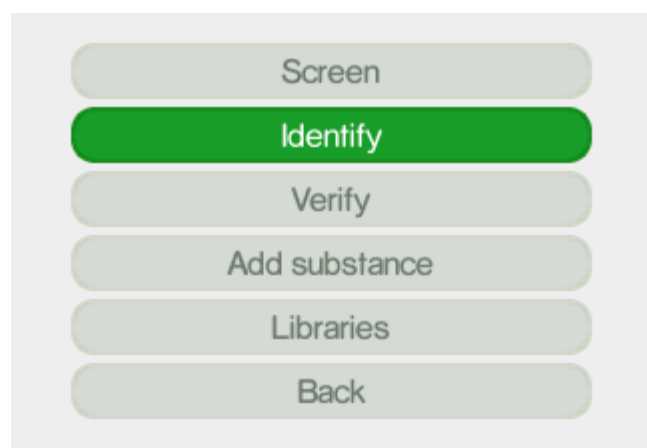 Screen
Identify
Verify
Add substance
Libraries
Back